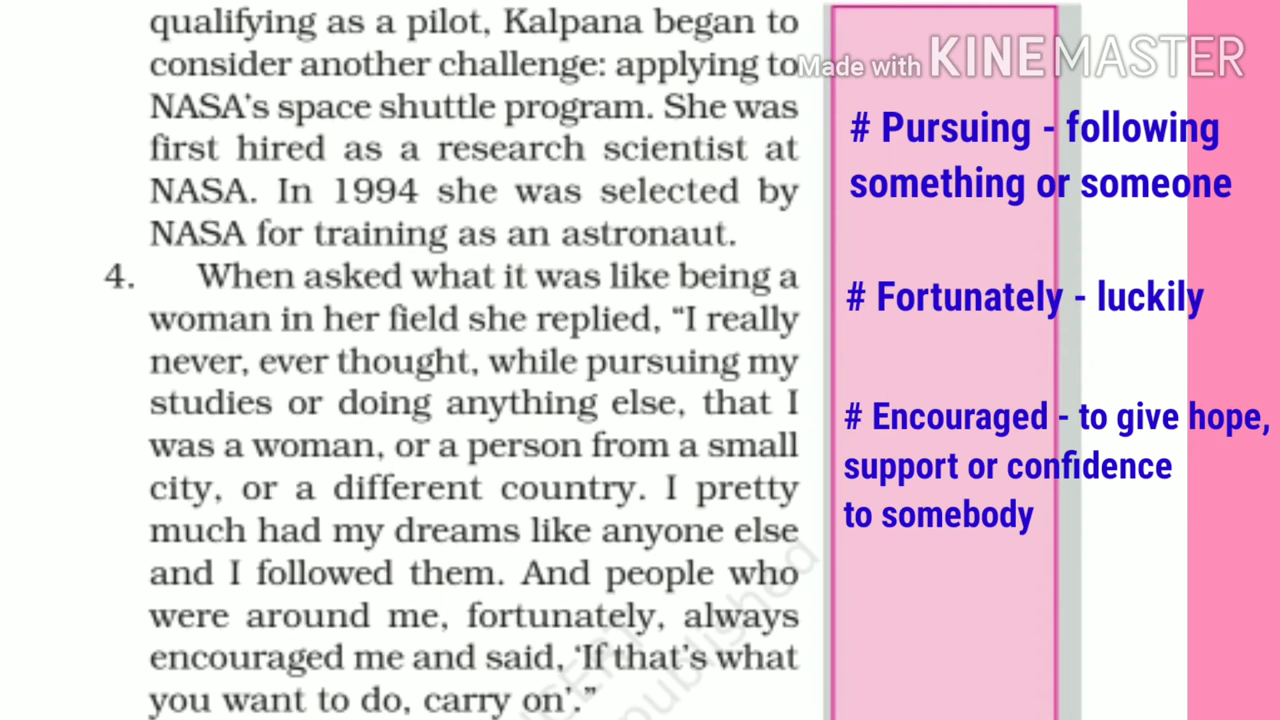 qualifying as a pilot, Kalpana began to
consider another challenge: applying to
NASA's space shuttle program. She was
first hired as a research scientist at
NASA. In 1994 she was selected by
NASA for training as an astronaut.
4. When asked what it was like being a
woman in her field she replied, “I really
never, ever thought, while pursuing my
studies or doing anything else, that I
was a woman, or a person from a small
city, or a different country. I pretty
much had my dreams like anyone else
and I followed them. And people who
were around me, fortunately, always
encouraged me and said, ‘If that's what
you want to do, carry on’.”
Made with KINEMASTER
# Pursuing - following
something or someone
# Fortunately - luckily
# Encouraged - to give hope,
support or confidence
to somebody
published